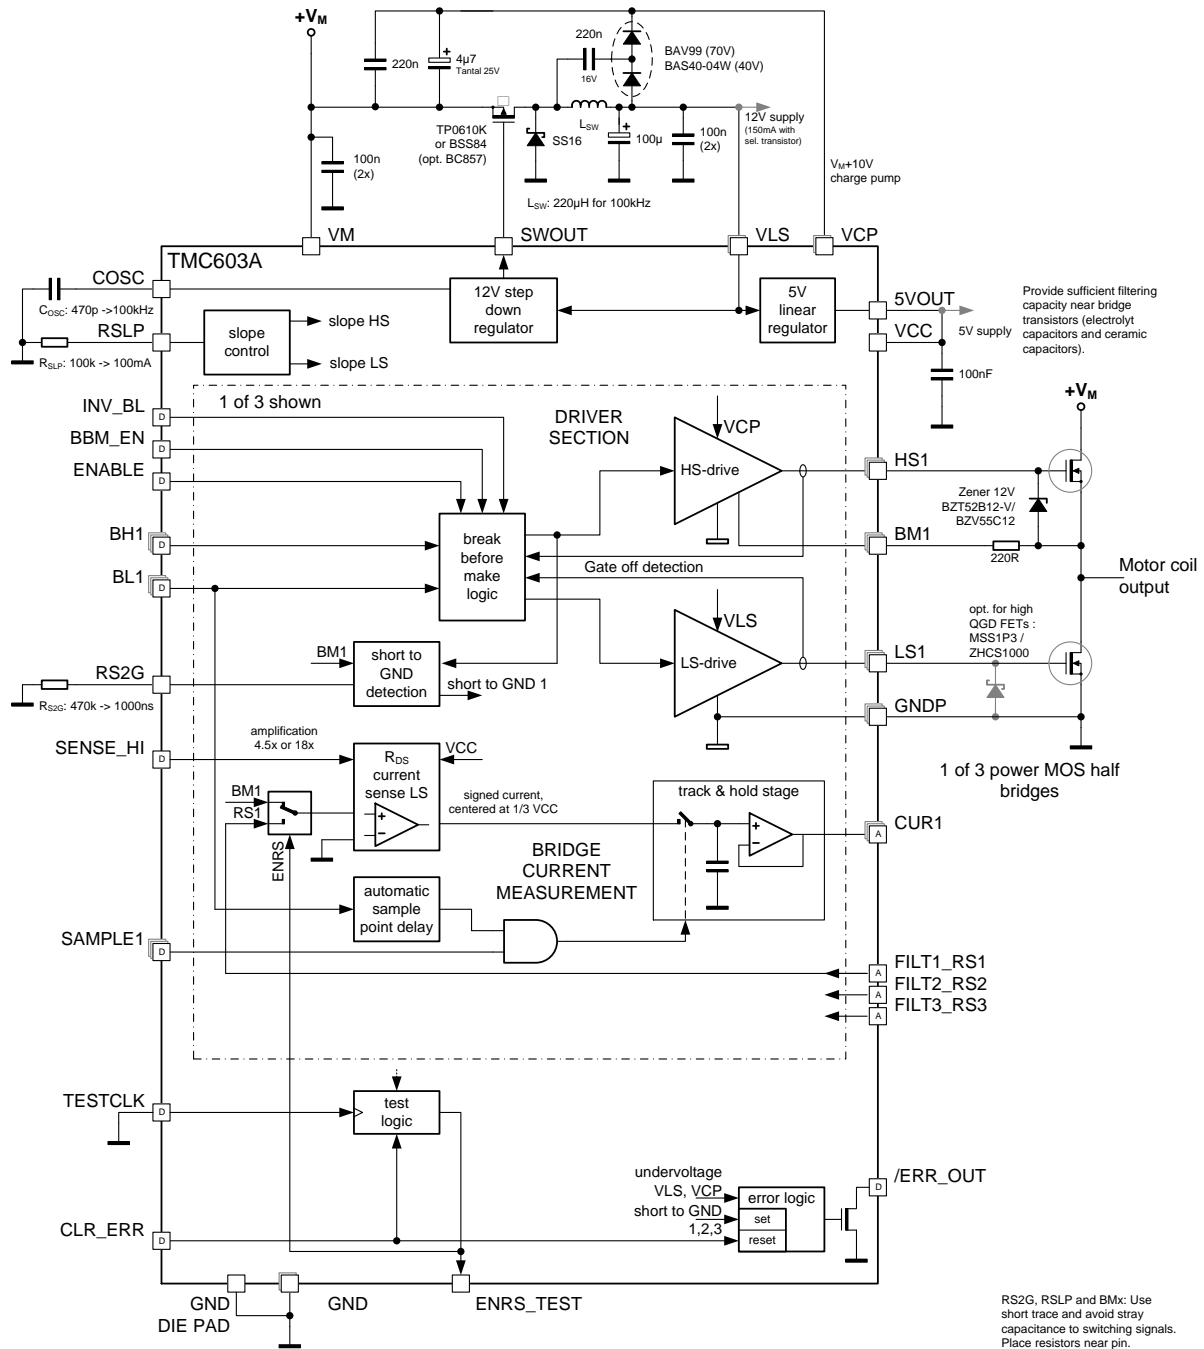 +VM
220n
4µ7
Tantal 25V
220n
16V
BAV99 (70V)
BAS40-04W (40V)
100n
(2x)
TP0610K
or BSS84
(opt. BC857)
SS16
LSW
100µ
100n
(2x)
12V supply
(150mA with
sel. transistor)
VM+10V
charge pump
LSW: 220µH for 100kHz
VM
SWOUT
VLS
VCP
TMC603A
COSC
COSC: 470p ->100kHz
12V step
down
regulator
5V
linear
regulator
5VOUT
VCC
5V supply
100nF
Provide sufficient filtering
capacity near bridge
transistors (electrolyt
capacitors and ceramic
capacitors).
RSLP
RSLP: 100k -> 100mA
slope
control
slope HS
slope LS
1 of 3 shown
INV_BL
D
BBM_EN
D
ENABLE
D
BH1
D
BL1
D
DRIVER
SECTION
VCP
HS-drive
break
before
make
logic
Gate off detection
VLS
LS-drive
+VM
HS1
Zener 12V
BZT52B12-V/
BZV55C12
BM1
220R
Motor coil
output
opt. for high
QGD FETs :
MSS1P3 /
ZHCS1000
LS1
GNDP
1 of 3 power MOS half
bridges
RS2G
RS2G: 470k -> 1000ns
BM1
short to
GND
detection
short to GND 1
SENSE_HI
D
amplification
4.5x or 18x
RDS
current
sense LS
+
-
VCC
BM1
RS1
ENRS
signed current,
centered at 1/3 VCC
track & hold stage
+
-
CUR1
A
BRIDGE
CURRENT
MEASUREMENT
automatic
sample
point delay
SAMPLE1
D
FILT1_RS1
A
FILT2_RS2
A
FILT3_RS3
A
TESTCLK
D
test
logic
CLR_ERR
D
undervoltage
VLS, VCP
short to GND
1,2,3
error logic
set
reset
/ERR_OUT
D
GND
DIE PAD
GND
ENRS_TEST
RS2G, RSLP and BMx: Use
short trace and avoid stray
capacitance to switching signals.
Place resistors near pin.